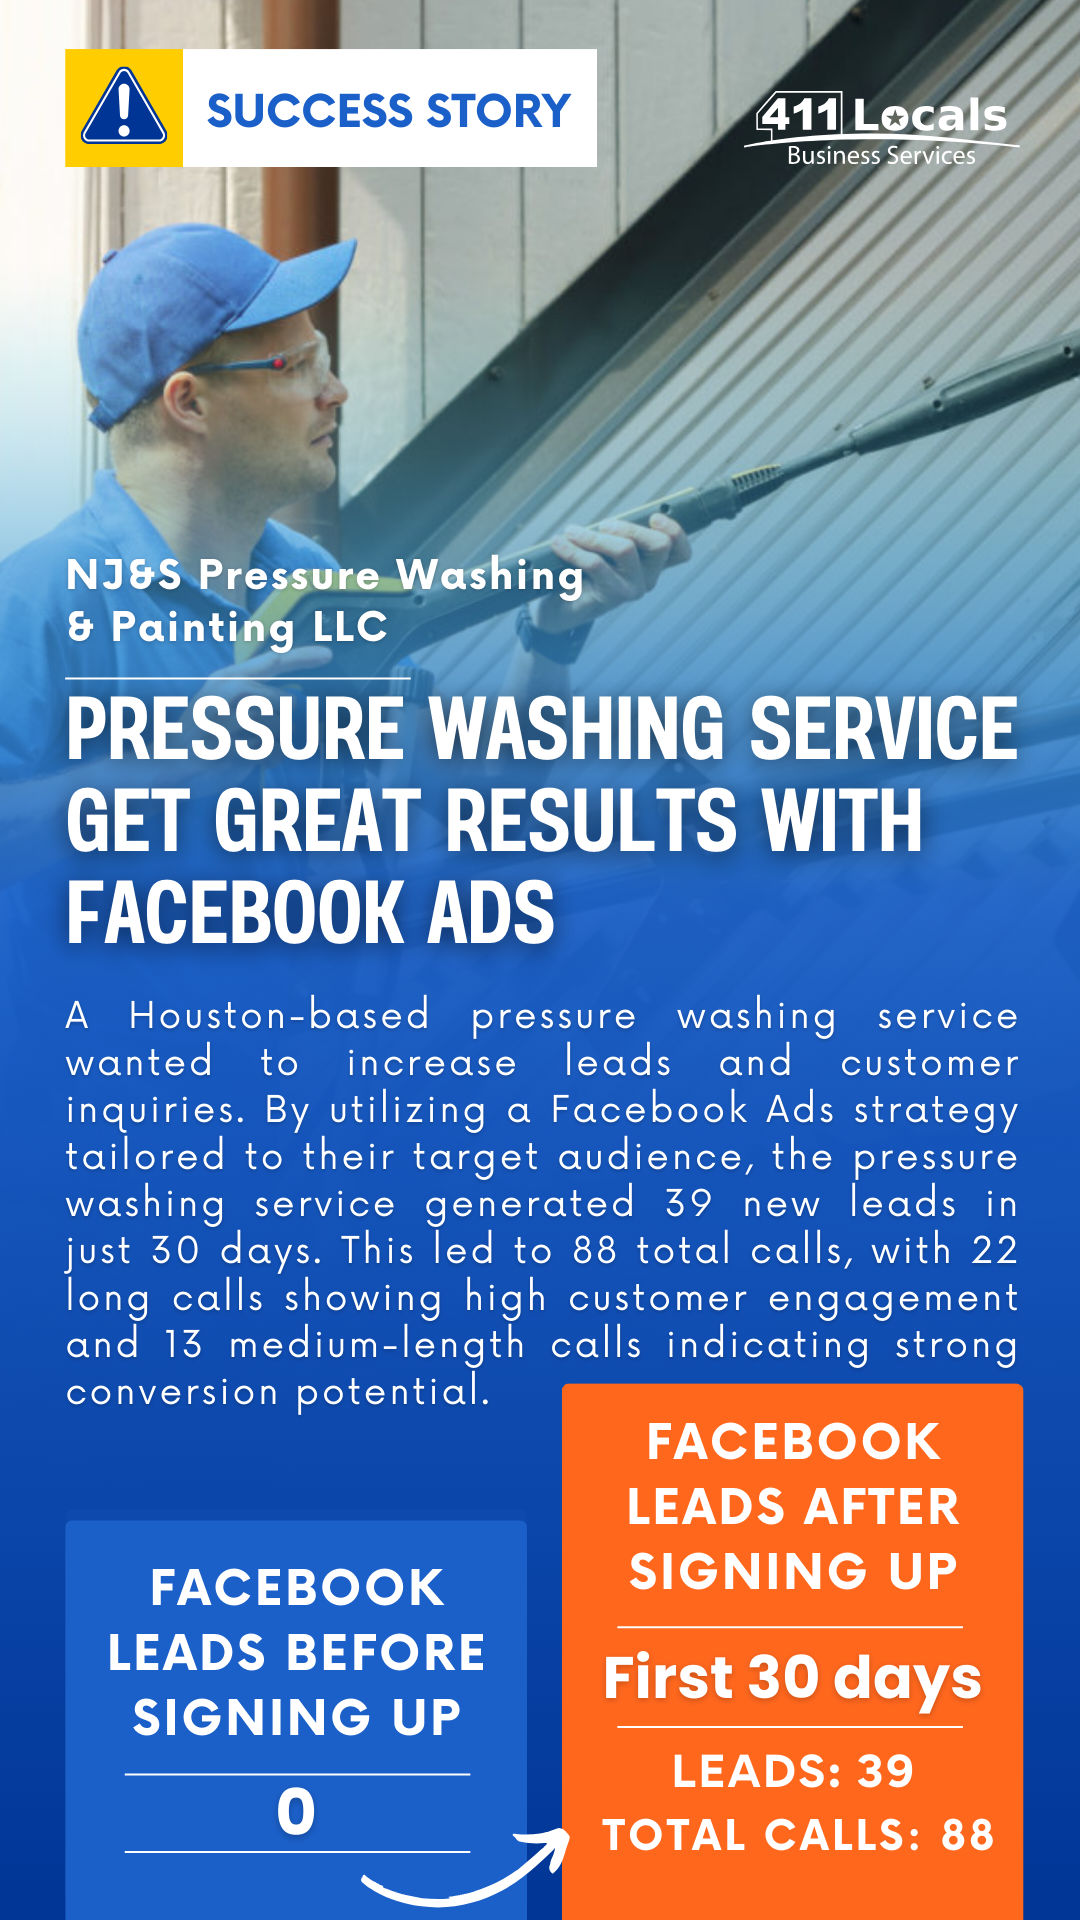 SUCCESS STORY
411 Locals
Business Services
NJ&S Pressure Washing
& Painting LLC
PRESSURE WASHING SERVICE
GET GREAT RESULTS WITH
FACEBOOK ADS
A Houston-based pressure washing service
wanted to increase leads and customer
inquiries. By utilizing a Facebook Ads strategy
tailored to their target audience, the pressure
washing service generated 39 new leads in
just 30 days. This led to 88 total calls, with 22
long calls showing high customer engagement
and 13 medium-length calls indicating strong
conversion potential.
FACEBOOK
LEADS BEFORE
SIGNING UP
0
FACEBOOK
LEADS AFTER
SIGNING UP
First 30 days
LEADS: 39
TOTAL CALLS: 88